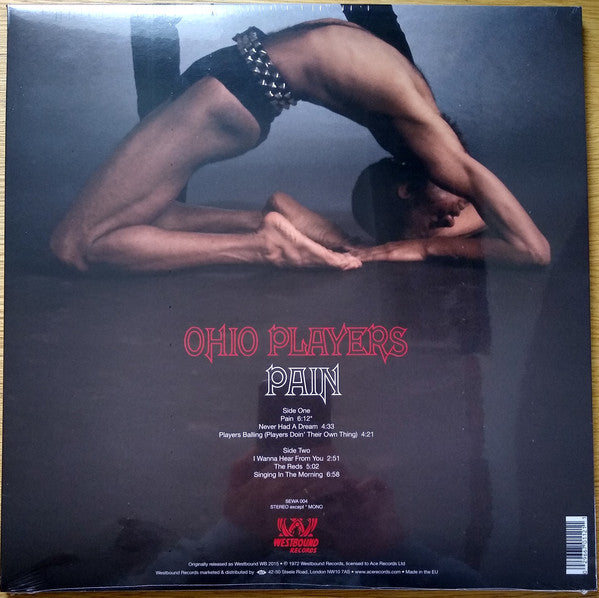 OHIO PLAYERS
PAIN
Side One
Pain 6:12*
Never Had A Dream 4:33
Players Balling (Players Doin' Their Own Thing) 4:21
Side Two
I Wanna Hear From You 2:51
The Reds 5:02
Singing In The Morning 6:58
SEWA 004
STEREO except * MONO
WESTBOUND
RECORDS
Originally released as Westbound WB 2015 • ℗ 1972 Westbound Records, licensed to Ace Records Ltd
Westbound Records marketed & distributed by ace 42-50 Steele Road, London NW10 7AS • www.acerecords.com • Made in the EU